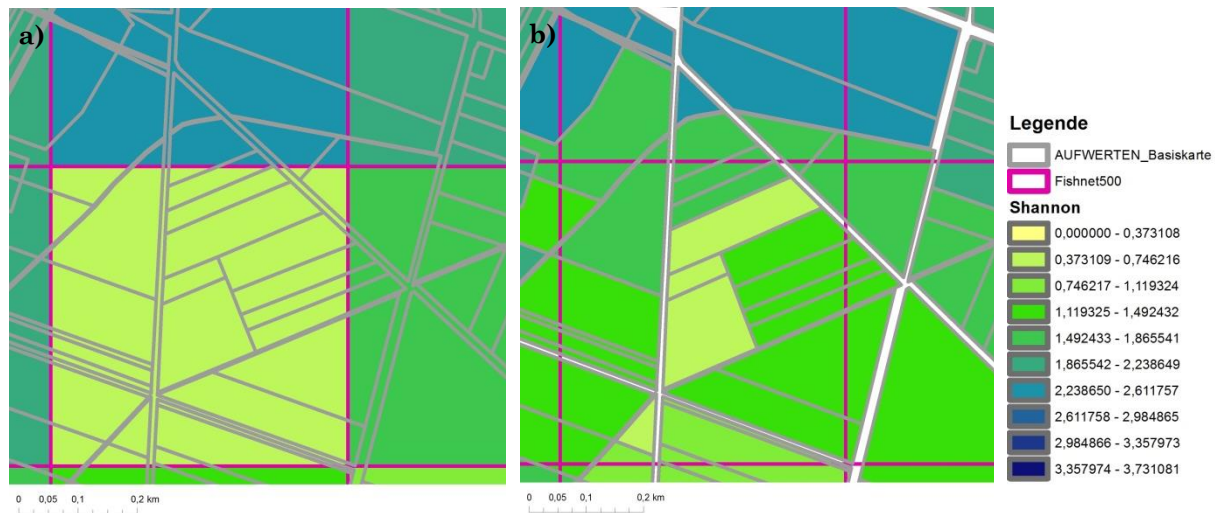 a)
b)
0 0,05 0,1 0,2 km
0 0,05 0,1 0,2 km
Legende
AUFWERTEN_Basiskarte
Fishnet500
Shannon
0,000000 - 0,373108
0,373109 - 0,746216
0,746217 - 1,119324
1,119325 - 1,492432
1,492433 - 1,865541
1,865542 - 2,238649
2,238650 - 2,611757
2,611758 - 2,984865
2,984866 - 3,357973
3,357974 - 3,731081